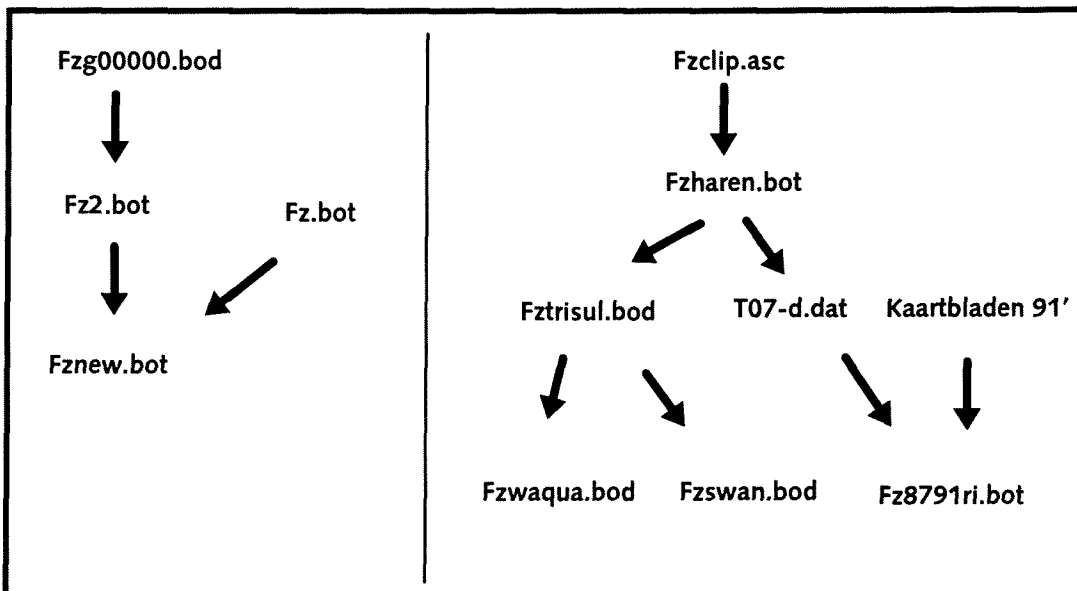 Fzg00000.bod
Fz2.bot
Fz.bot
Fznew.bot
Fzclip.asc
Fzharen.bot
Fztrisul.bod
T07-d.dat
Kaartbladen 91'
Fzwaqua.bod
Fzswan.bod
Fz8791ri.bot